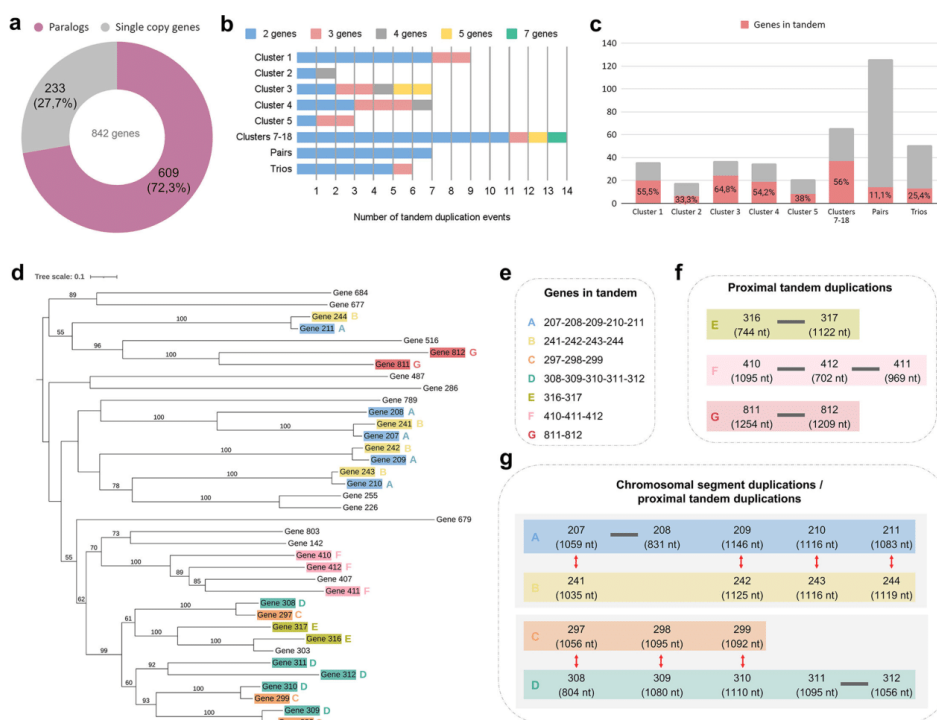 a
Paralogs
Single copy genes
233
(27,7%)
842 genes
609
(72,3%)
b
2 genes
3 genes
4 genes
5 genes
7 genes
Cluster 1
Cluster 2
Cluster 3
Cluster 4
Cluster 5
Clusters 7-18
Pairs
Trios
1 2 3 4 5 6 7 8 9 10 11 12 13 14
Number of tandem duplication events
c
Genes in tandem
140
120
100
80
60
40
20
0
55,5%
33,3%
64,8%
54,2%
38%
56%
11,1%
25,4%
Cluster 1 Cluster 2 Cluster 3 Cluster 4 Cluster 5 Clusters Pairs Trios
7-18
d
Tree scale: 0.1
89
Gene 684
Gene 677
55
100
Gene 244 B
Gene 211 A
96
Gene 516
100
Gene 812 G
Gene 811 G
Gene 487
Gene 286
Gene 789
100
Gene 208 A
100
Gene 241 B
Gene 207 A
100
Gene 242 B
Gene 209 A
78
100
Gene 243 B
Gene 210 A
100
Gene 255
Gene 226
Gene 679
55
73
Gene 803
Gene 142
70
100
Gene 410 F
89
Gene 412 F
85
Gene 407
Gene 411 F
62
100
Gene 308 D
Gene 297 C
61
100
Gene 317 E
Gene 316 E
Gene 303
99
92
Gene 311 D
Gene 312 D
60
100
Gene 310 D
Gene 299 C
93
100
Gene 309 D
e
Genes in tandem
A 207-208-209-210-211
B 241-242-243-244
C 297-298-299
D 308-309-310-311-312
E 316-317
F 410-411-412
G 811-812
f
Proximal tandem duplications
E 316 317
(744 nt) (1122 nt)
F 410 412 411
(1095 nt) (702 nt) (969 nt)
G 811 812
(1254 nt) (1209 nt)
g
Chromosomal segment duplications /
proximal tandem duplications
A 207 208 209 210 211
(1059 nt) (831 nt) (1146 nt) (1116 nt) (1083 nt)
B 241 242 243 244
(1035 nt) (1125 nt) (1116 nt) (1119 nt)
C 297 298 299
(1056 nt) (1095 nt) (1092 nt)
D 308 309 310 311 312
(804 nt) (1080 nt) (1110 nt) (1095 nt) (1056 nt)